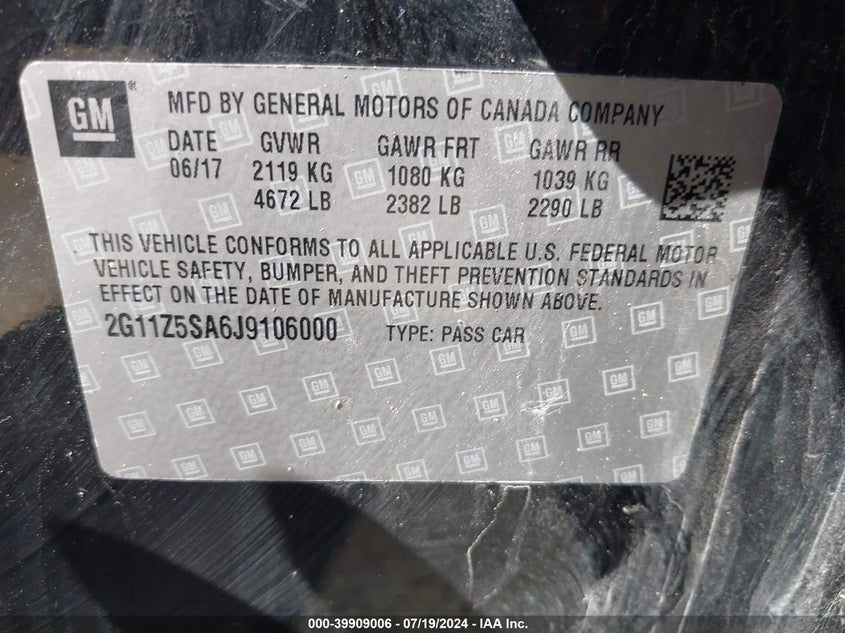 GM ® MFD BY GENERAL MOTORS OF CANADA COMPANY
DATE GVWR GAWR FRT GAWR RR
06/17 2119 KG 1080 KG 1039 KG
4672 LB 2382 LB 2290 LB
THIS VEHICLE CONFORMS TO ALL APPLICABLE U.S. FEDERAL MOTOR
VEHICLE SAFETY, BUMPER, AND THEFT PREVENTION STANDARDS IN
EFFECT ON THE DATE OF MANUFACTURE SHOWN ABOVE.
2G11Z5SA6J9106000 TYPE: PASS CAR
000-39909006 - 07/19/2024 - IAA Inc.